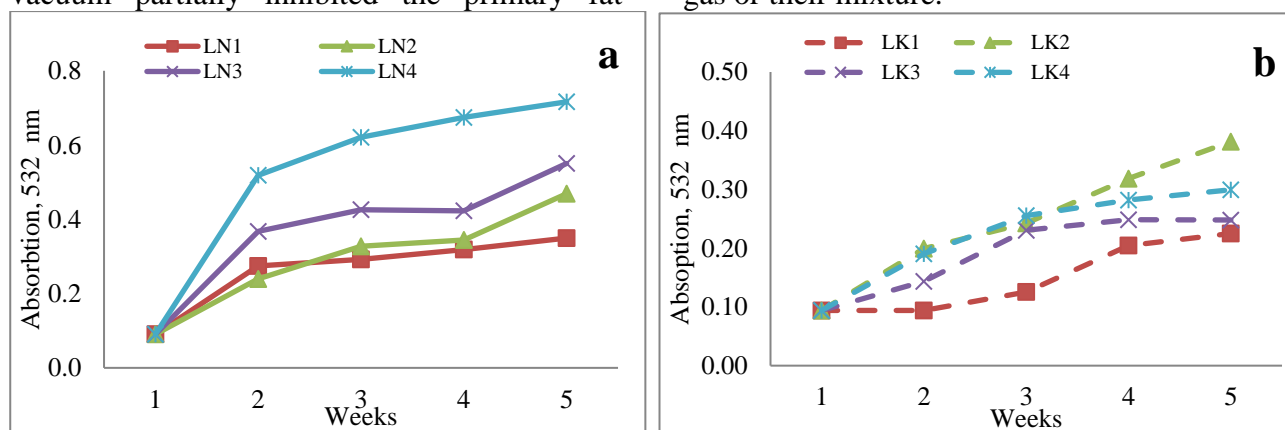 vacuum partially inhibited the primary fat
gas or their mixture.
LN1 LN2
LN3 LN4
a
0.8
0.6
0.4
0.2
0.0
Absorbtion, 532 nm
1 2 3 4 5
Weeks
LK1 LK2
LK3 LK4
b
0.50
0.40
0.30
0.20
0.10
0.00
Absoption, 532 nm
1 2 3 4 5
Weeks